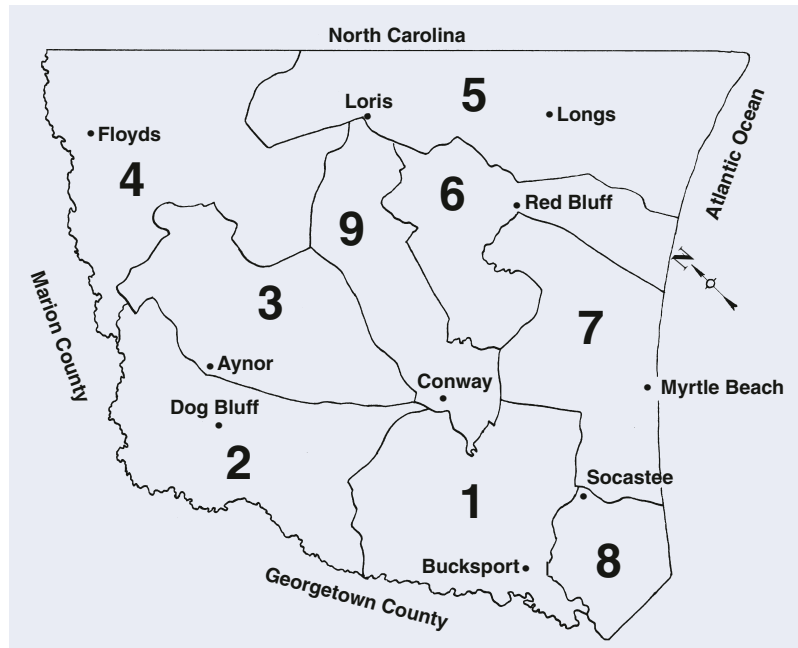 North Carolina
5
Loris
Longs
Floyds
4
Atlantic Ocean
6
Red Bluff
9
N
Marion County
3
7
Aynor
Conway
Myrtle Beach
Dog Bluff
2
Socastee
1
Bucksport
8
Georgetown County